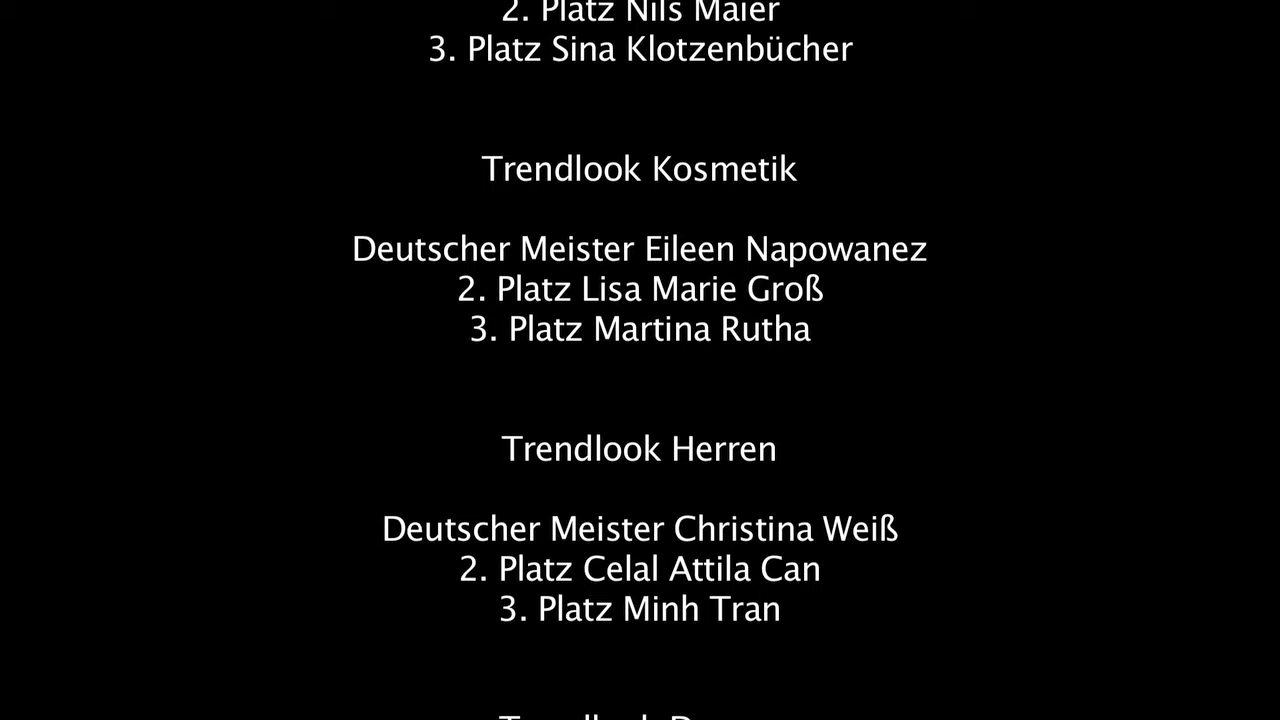 2. Platz Nils Maier
3. Platz Sina Klotzenbücher
Trendlook Kosmetik
Deutscher Meister Eileen Napowanez
2. Platz Lisa Marie Groß
3. Platz Martina Rutha
Trendlook Herren
Deutscher Meister Christina Weiß
2. Platz Celal Attila Can
3. Platz Minh Tran
Trendlook